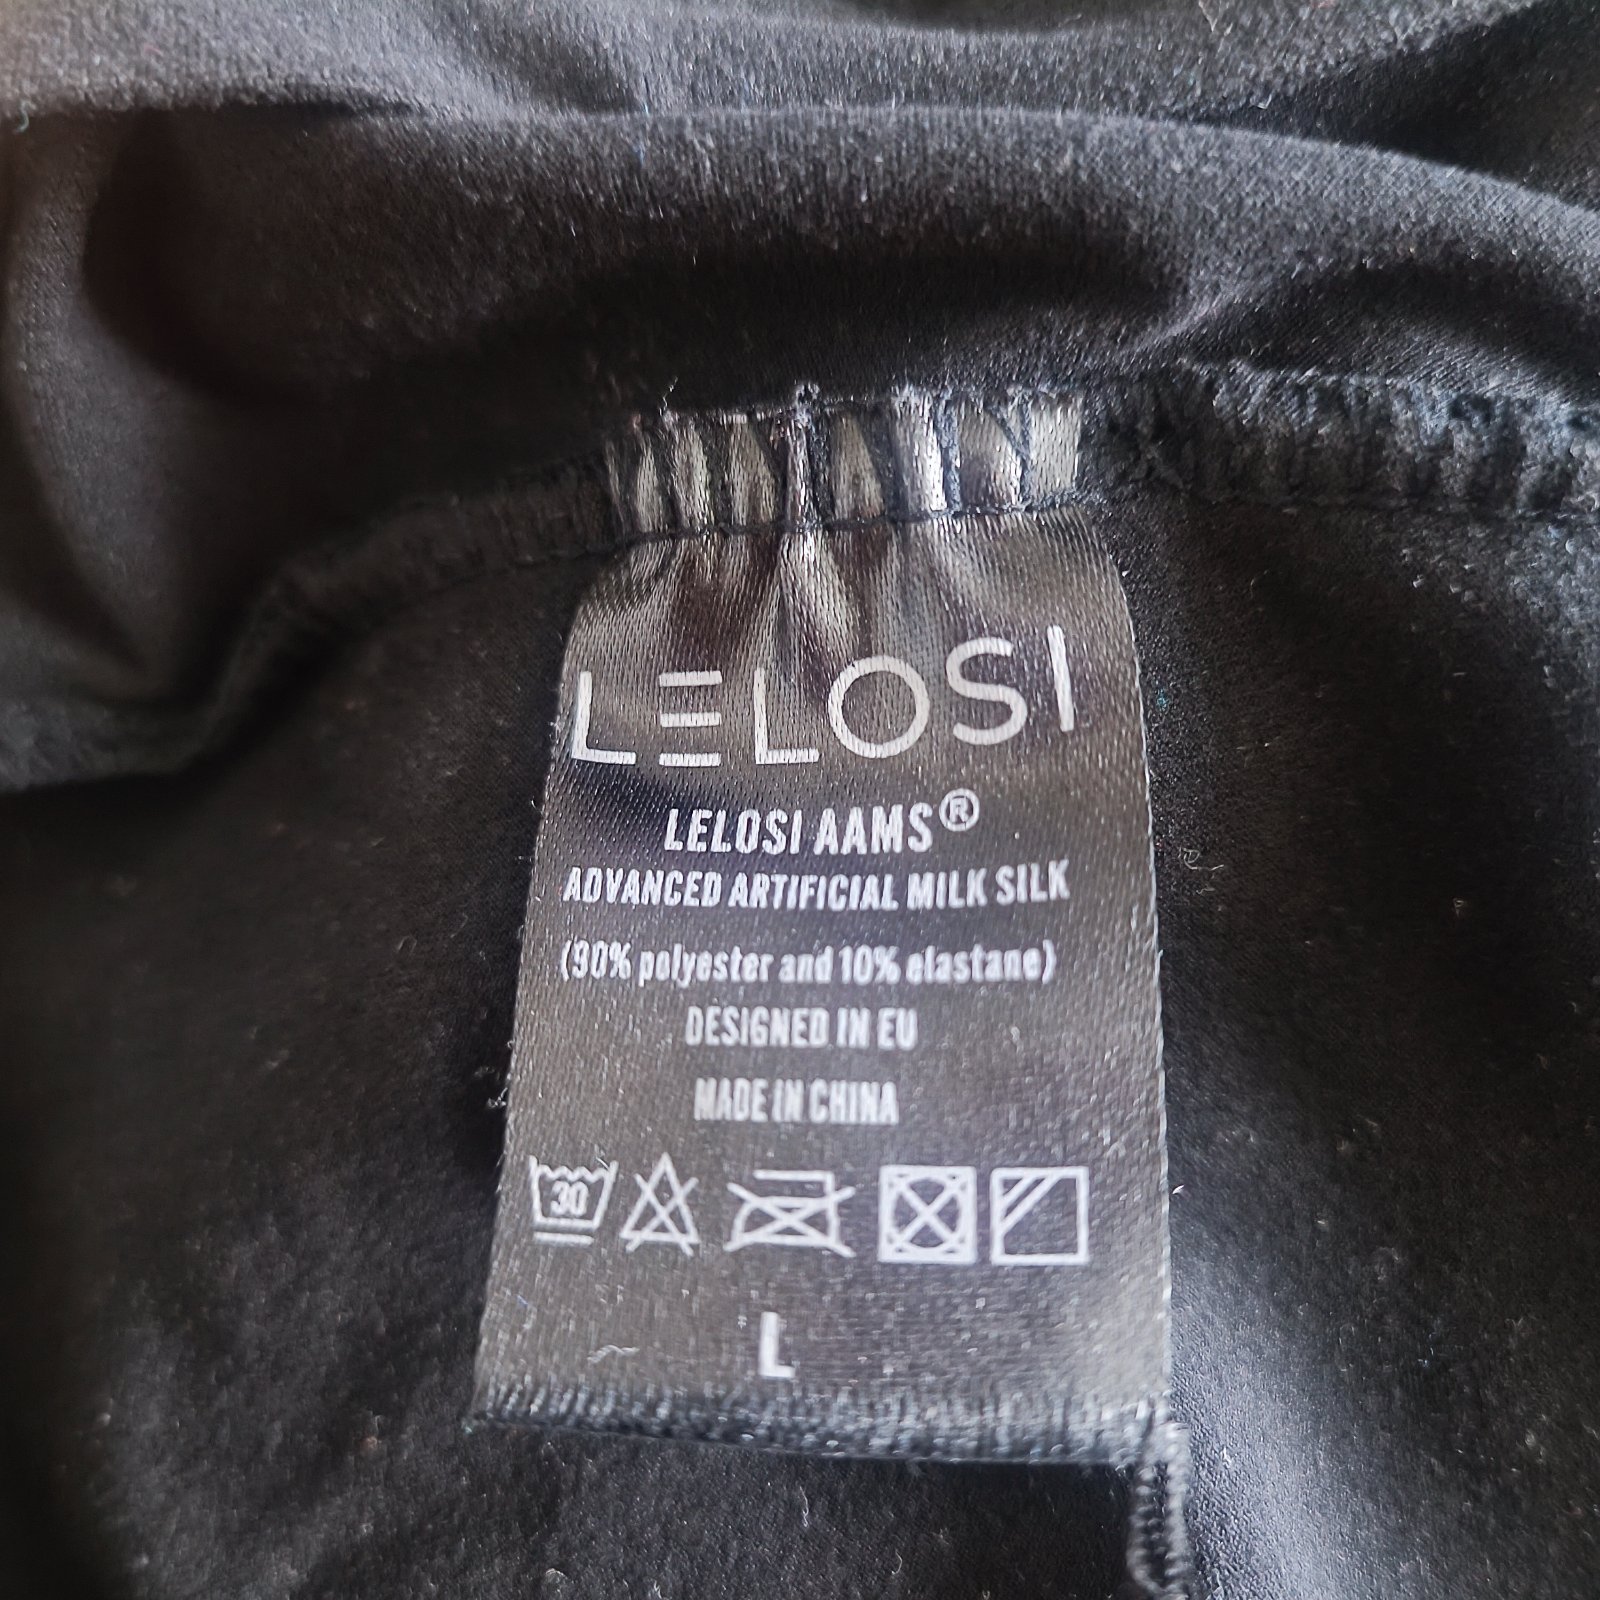 LELOSI
LELOSI AAMS®
ADVANCED ARTIFICIAL MILK SILK
(90% polyester and 10% elastane)
DESIGNED IN EU
MADE IN CHINA
30
L